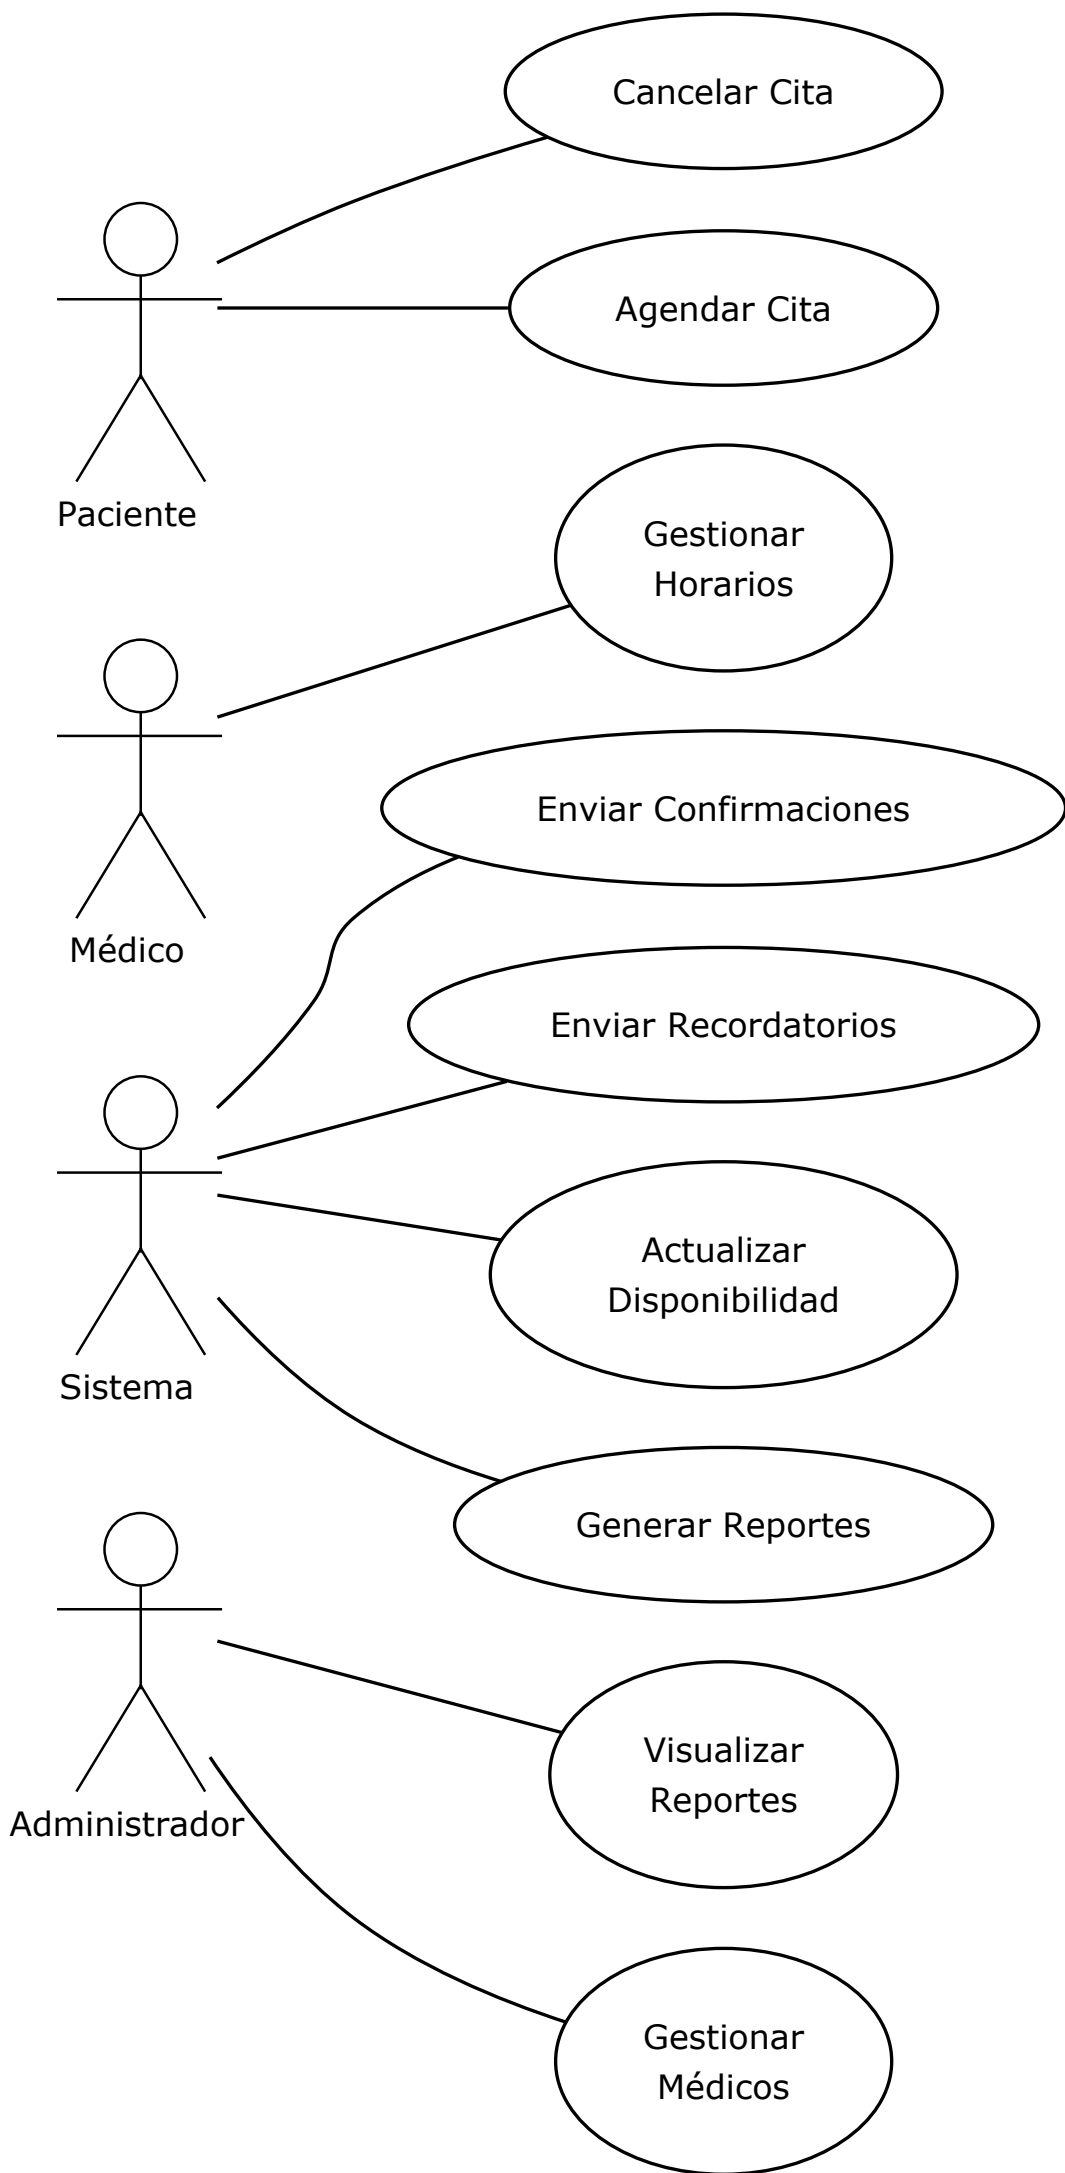 Cancelar Cita
Agendar Cita
Paciente
Gestionar
Horarios
Médico
Enviar Confirmaciones
Enviar Recordatorios
Actualizar
Disponibilidad
Sistema
Generar Reportes
Visualizar
Reportes
Administrador
Gestionar
Médicos